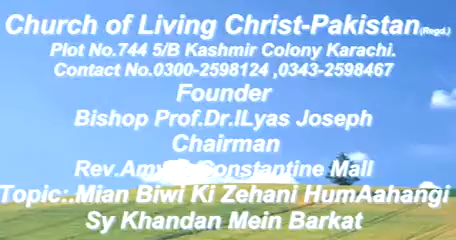 Church of Living Christ-Pakistan(Regd.)
Plot No.744 5/B Kashmir Colony Karachi.
Contact No.0300-2598124 ,0343-2598467
Founder
Bishop Prof.Dr.ILyas Joseph
Chairman
Constantine Mall
Topic:.Mian Biwi Ki Zehani HumAahangi
Sy Khandan Mein Barkat